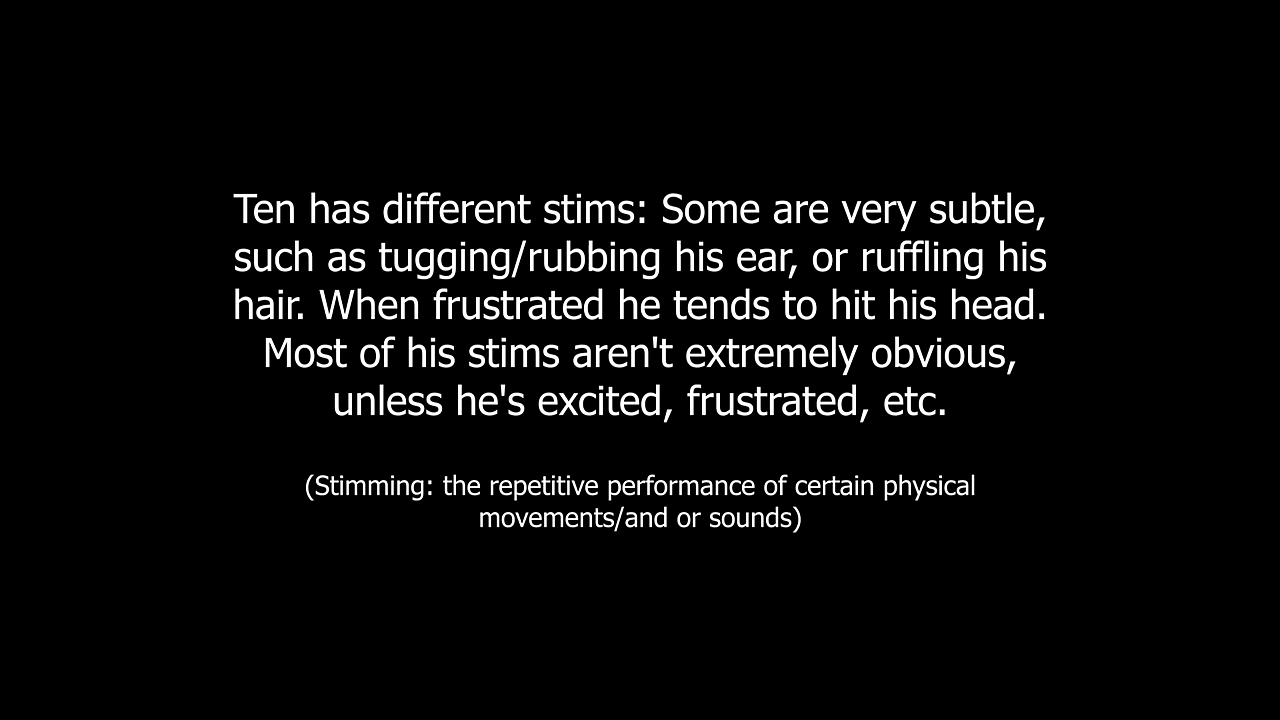 Ten has different stims: Some are very subtle,
such as tugging/rubbing his ear, or ruffling his
hair. When frustrated he tends to hit his head.
Most of his stims aren't extremely obvious,
unless he's excited, frustrated, etc.
(Stimming: the repetitive performance of certain physical
movements/and or sounds)